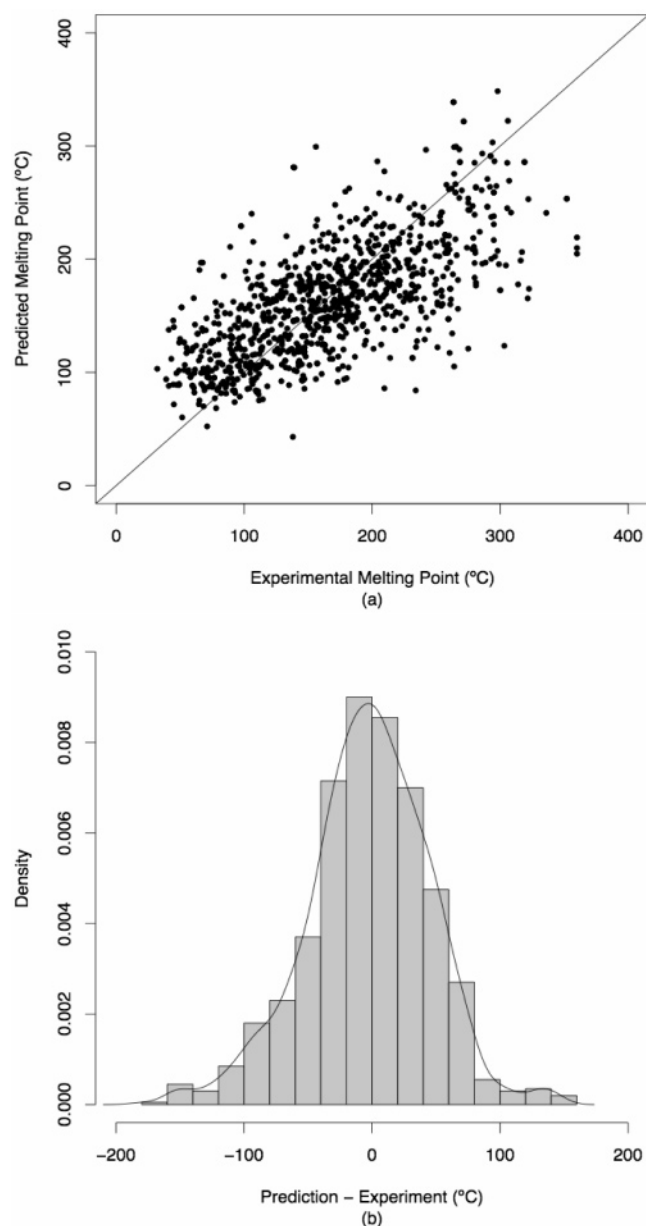 400
300
200
100
0
Predicted Melting Point (ºC)
0 100 200 300 400
Experimental Melting Point (ºC)
(a)
0.010
0.008
0.006
0.004
0.002
0.000
Density
−200 −100 0 100 200
Prediction − Experiment (ºC)
(b)